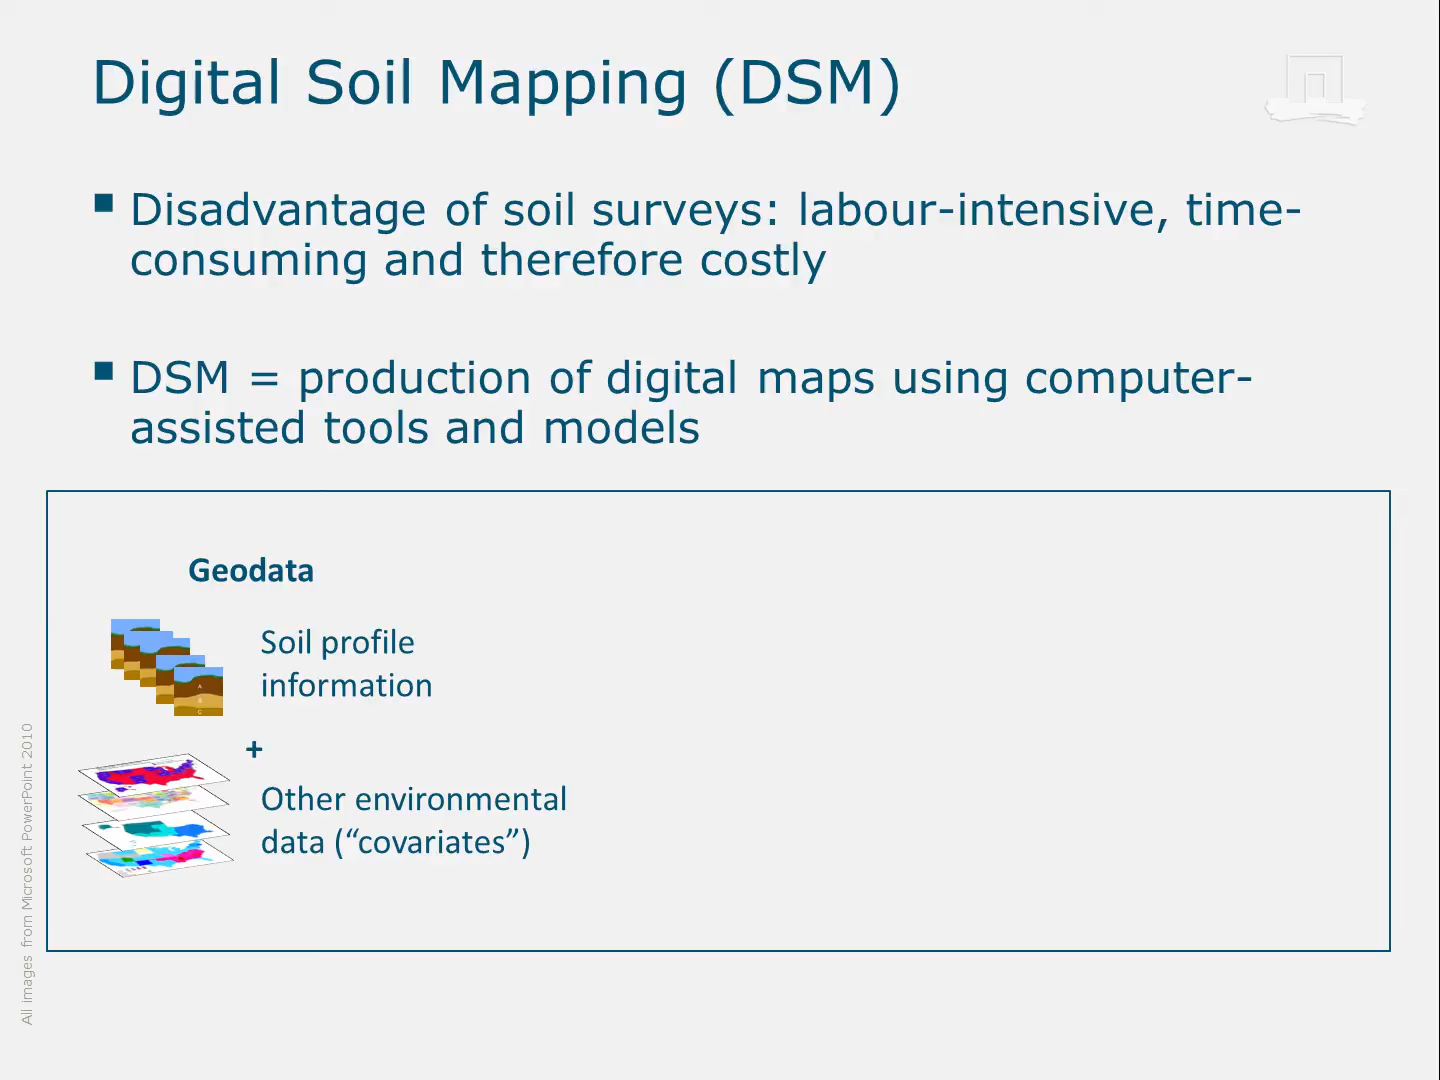 Digital Soil Mapping (DSM)
Disadvantage of soil surveys: labour-intensive, time-
consuming and therefore costly
DSM = production of digital maps using computer-
assisted tools and models
Geodata
Soil profile
information
+
Other environmental
data (“covariates”)
All images from Microsoft PowerPoint 2010